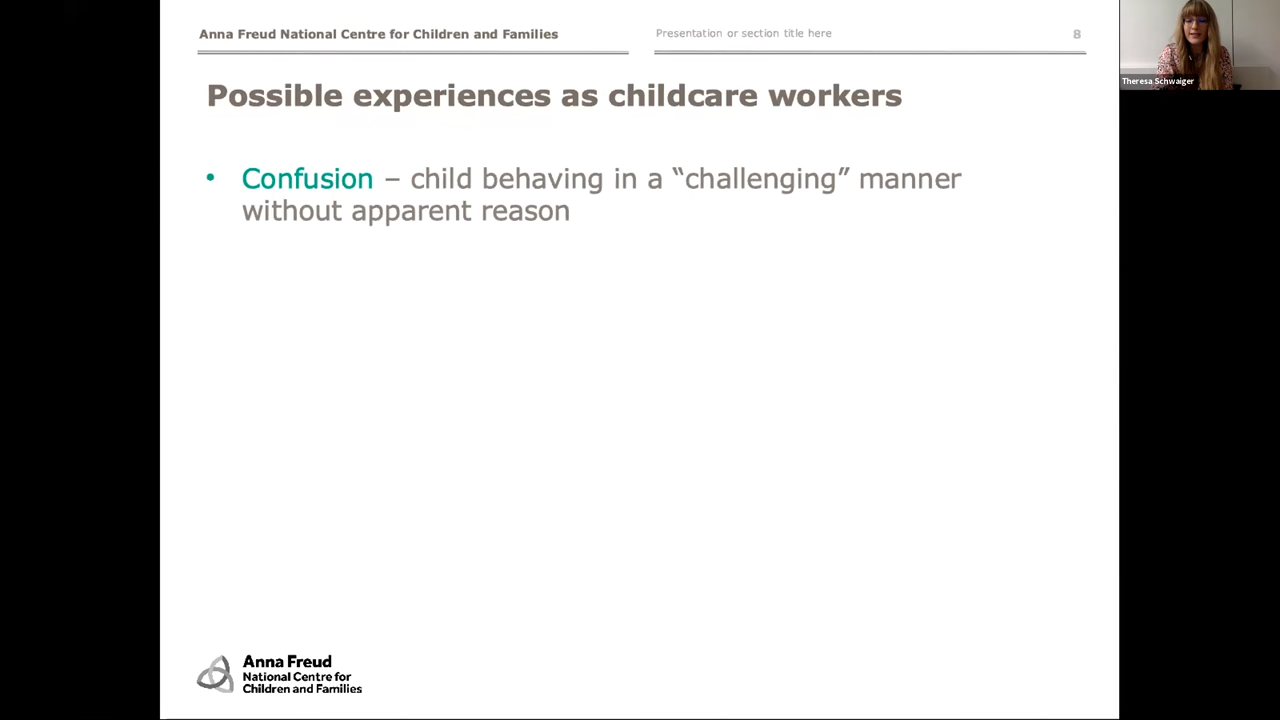 Anna Freud National Centre for Children and Families
Presentation or section title here
8
Theresa Schwaiger
Possible experiences as childcare workers
• Confusion – child behaving in a “challenging” manner
without apparent reason
Anna Freud
National Centre for
Children and Families